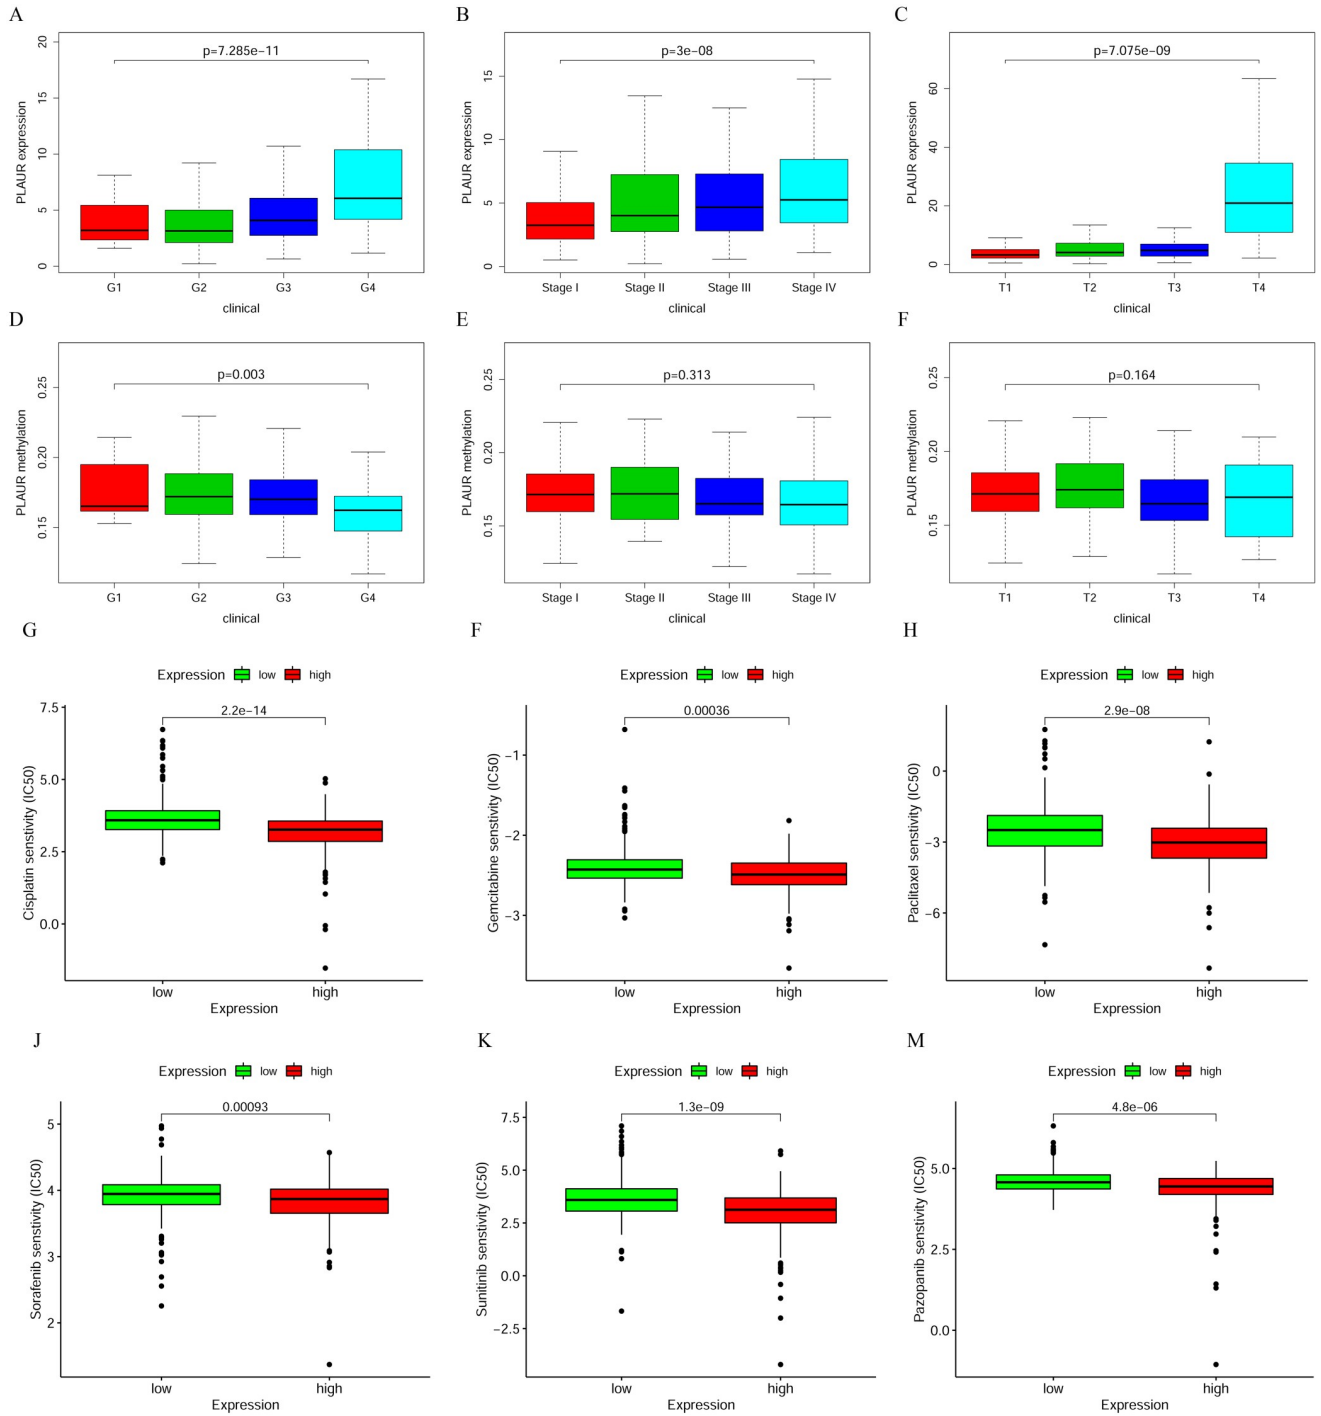 A
PLAUR expression
20
15
10
5
0
p=7.285e−11
G1 G2 G3 G4
clinical
B
PLAUR expression
15
10
5
0
p=3e−08
Stage I Stage II Stage III Stage IV
clinical
C
PLAUR expression
60
40
20
0
p=7.075e−09
T1 T2 T3 T4
clinical
D
PLAUR methylation
0.25
0.20
0.15
p=0.003
G1 G2 G3 G4
clinical
E
PLAUR methylation
0.25
0.20
0.15
p=0.313
Stage I Stage II Stage III Stage IV
clinical
F
PLAUR methylation
0.25
0.20
0.15
p=0.164
T1 T2 T3 T4
clinical
G
Expression low high
Cisplatin senstivity (IC50)
7.5
5.0
2.5
0.0
2.2e−14
low high
Expression
F
Expression low high
Gemcitabine senstivity (IC50)
−1
−2
−3
0.00036
low high
Expression
H
Expression low high
Paclitaxel senstivity (IC50)
0
−3
−6
2.9e−08
low high
Expression
J
Expression low high
Sorafenib senstivity (IC50)
5
4
3
2
0.00093
low high
Expression
K
Expression low high
Sunitinib senstivity (IC50)
7.5
5.0
2.5
0.0
−2.5
1.3e−09
low high
Expression
M
Expression low high
Pazopanib senstivity (IC50)
5.0
2.5
0.0
4.8e−06
low high
Expression